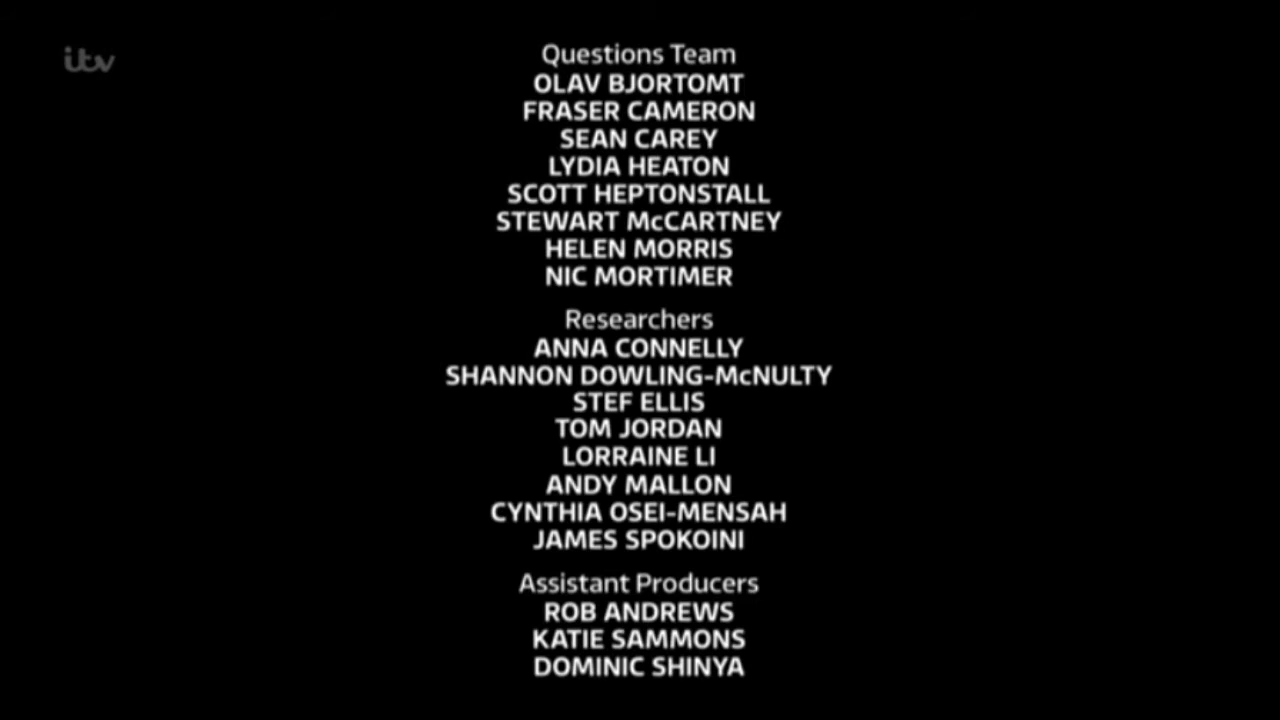 itv
Questions Team
OLAV BJORTOMT
FRASER CAMERON
SEAN CAREY
LYDIA HEATON
SCOTT HEPTONSTALL
STEWART McCARTNEY
HELEN MORRIS
NIC MORTIMER
Researchers
ANNA CONNELLY
SHANNON DOWLING-McNULTY
STEF ELLIS
TOM JORDAN
LORRAINE LI
ANDY MALLON
CYNTHIA OSEI-MENSAH
JAMES SPOKOINI
Assistant Producers
ROB ANDREWS
KATIE SAMMONS
DOMINIC SHINYA